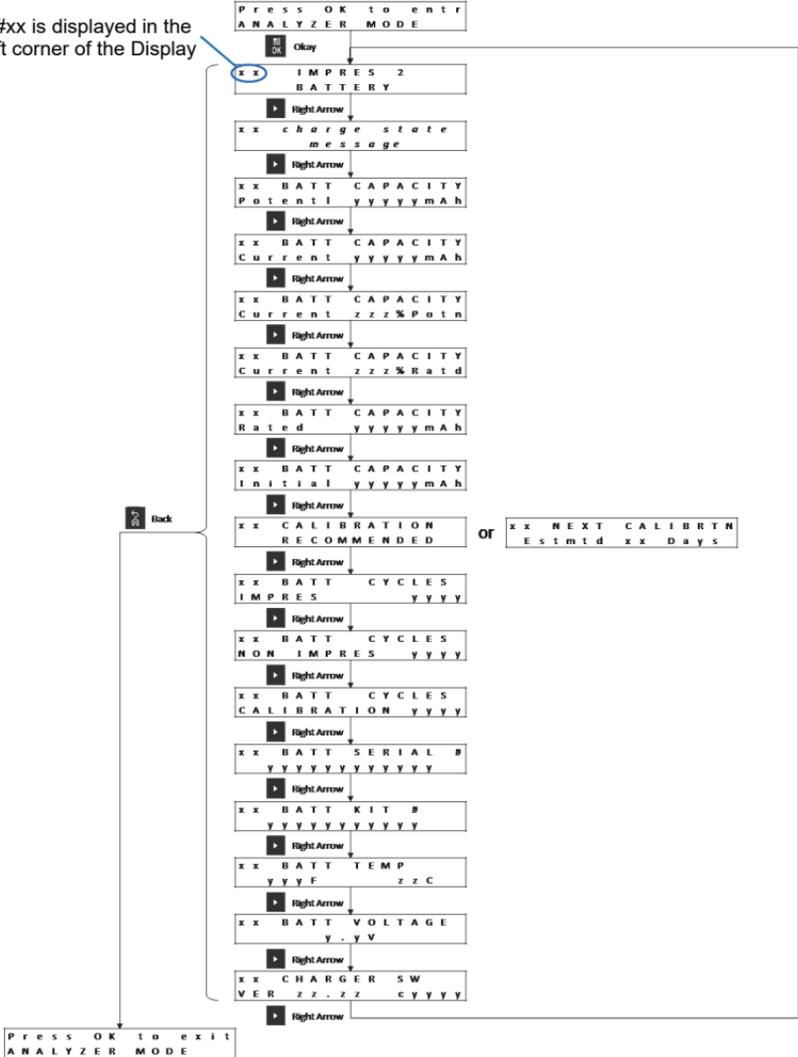 Press OK to entr
ANALYZER MODE
#xx is displayed in the
ft corner of the Display
OK Okay
xx IMPRES 2
BATTERY
Right Arrow
xx charge state
message
Right Arrow
xx BATT CAPACITY
Potentl yyyyymAh
Right Arrow
xx BATT CAPACITY
Current yyyyymAh
Right Arrow
xx BATT CAPACITY
Current zzz%Potn
Right Arrow
xx BATT CAPACITY
Current zzz%Ratd
Right Arrow
xx BATT CAPACITY
Rated yyyyymAh
Right Arrow
xx BATT CAPACITY
Initial yyyyymAh
Right Arrow
Back
xx CALIBRATION
RECOMMENDED
or
xx NEXT CALIBRTN
Estmtd xx Days
Right Arrow
xx BATT CYCLES
IMPRES yyyy
Right Arrow
xx BATT CYCLES
NON IMPRES yyyy
Right Arrow
xx BATT CYCLES
CALIBRATION yyyy
Right Arrow
xx BATT SERIAL #
yyyyyyyyyyyy
Right Arrow
xx BATT KIT #
yyyyyyyyyyy
Right Arrow
xx BATT TEMP
yyyF zzC
Right Arrow
xx BATT VOLTAGE
y.yV
Right Arrow
xx CHARGER SW
VER zz.zz cyyyy
Right Arrow
Press OK to exit
ANALYZER MODE